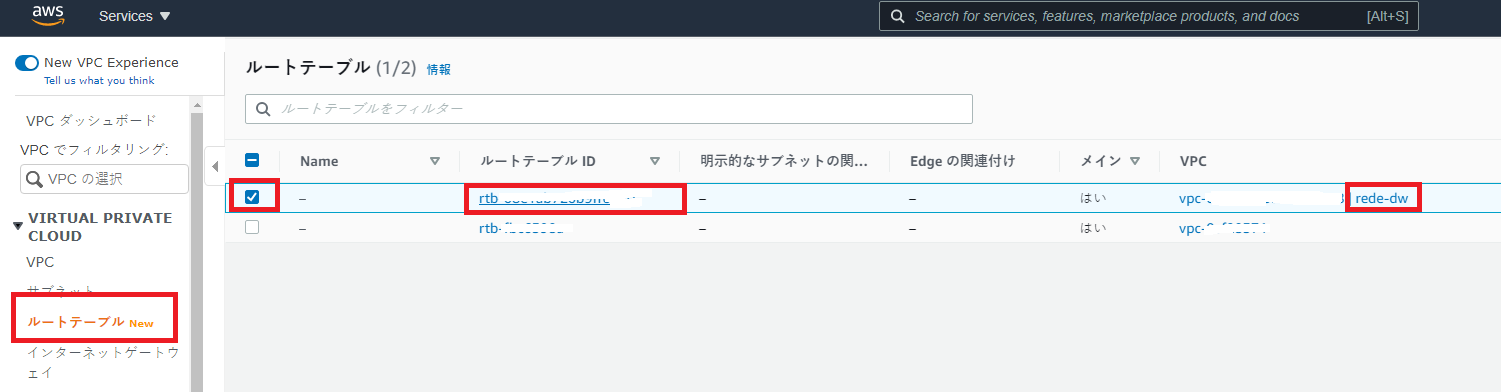 aws
Services
Search for services, features, marketplace products, and docs [Alt+S]
New VPC Experience
Tell us what you think
VPC ダッシュボード
VPC でフィルタリング:
VPC の選択
VIRTUAL PRIVATE
CLOUD
VPC
サブネット
ルートテーブル New
インターネットゲートウ
ェイ
ルートテーブル (1/2) 情報
ルートテーブルをフィルター
Name ルートテーブル ID 明示的なサブネットの関... Edge の関連付け メイン VPC
– rtb- – – はい vpc- rede-dw
– rtb- – – はい vpc-